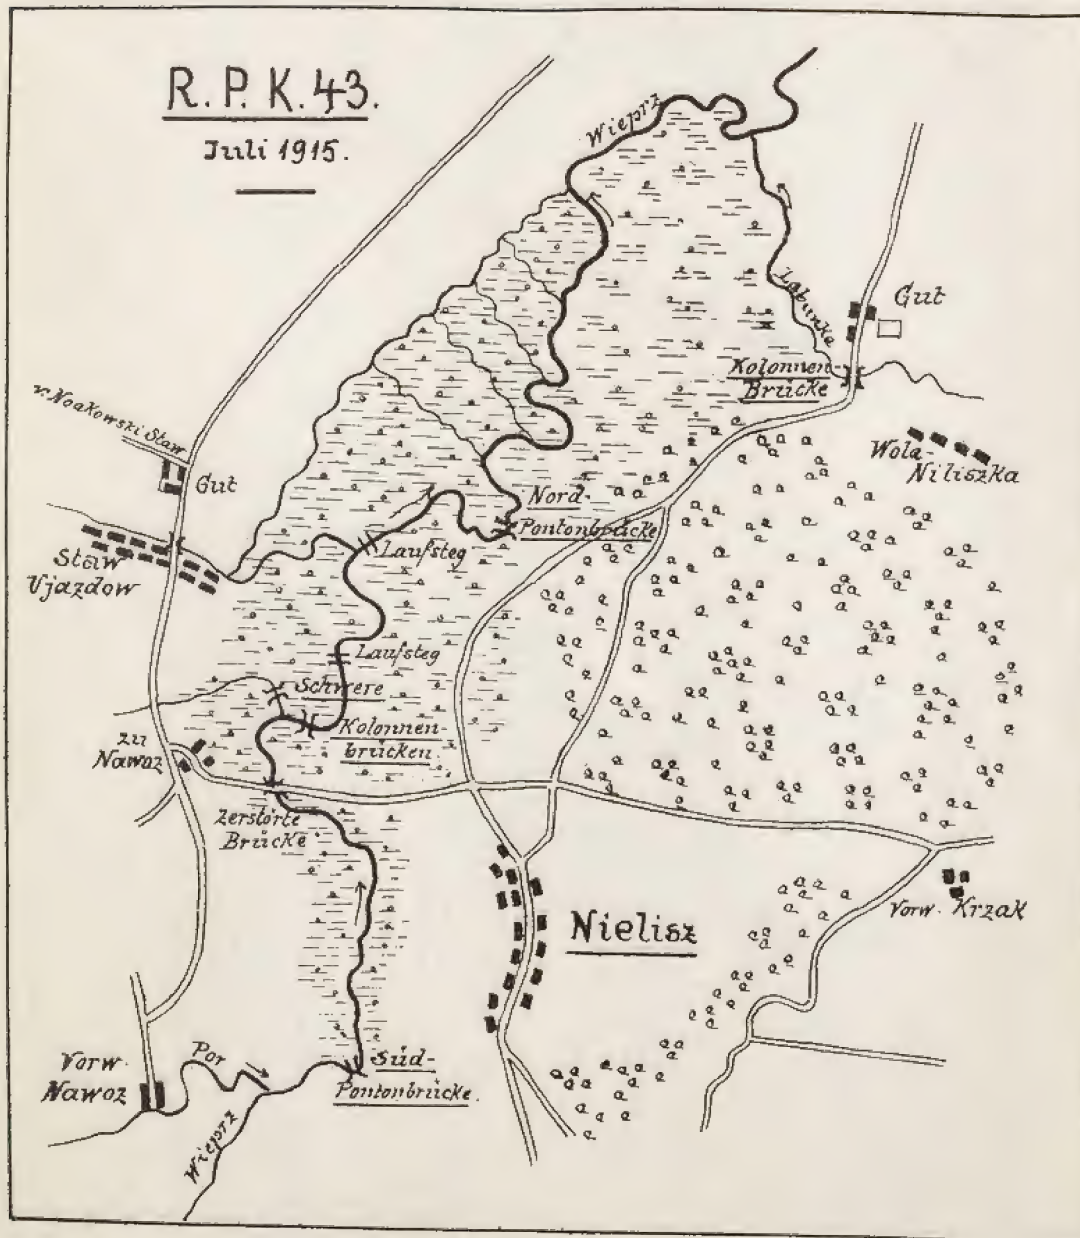 R. P. K. 43.
Juli 1915.
Wieprz
Labunka
Gut
Kolonnen-
Brücke
v. Noakowski Staw
Gut
Wola-
Niliszka
Nord-
Pontonbrücke
Laufsteg
Staw
Ujazdow
Laufsteg
Schwere
Kolonnen-
brücken
zu
Nawoz
Zerstörte
Brücke
Vorw. Krzak
Nielisz
Vorw.
Nawoz
Por
Süd-
Pontonbrücke.
Wieprz